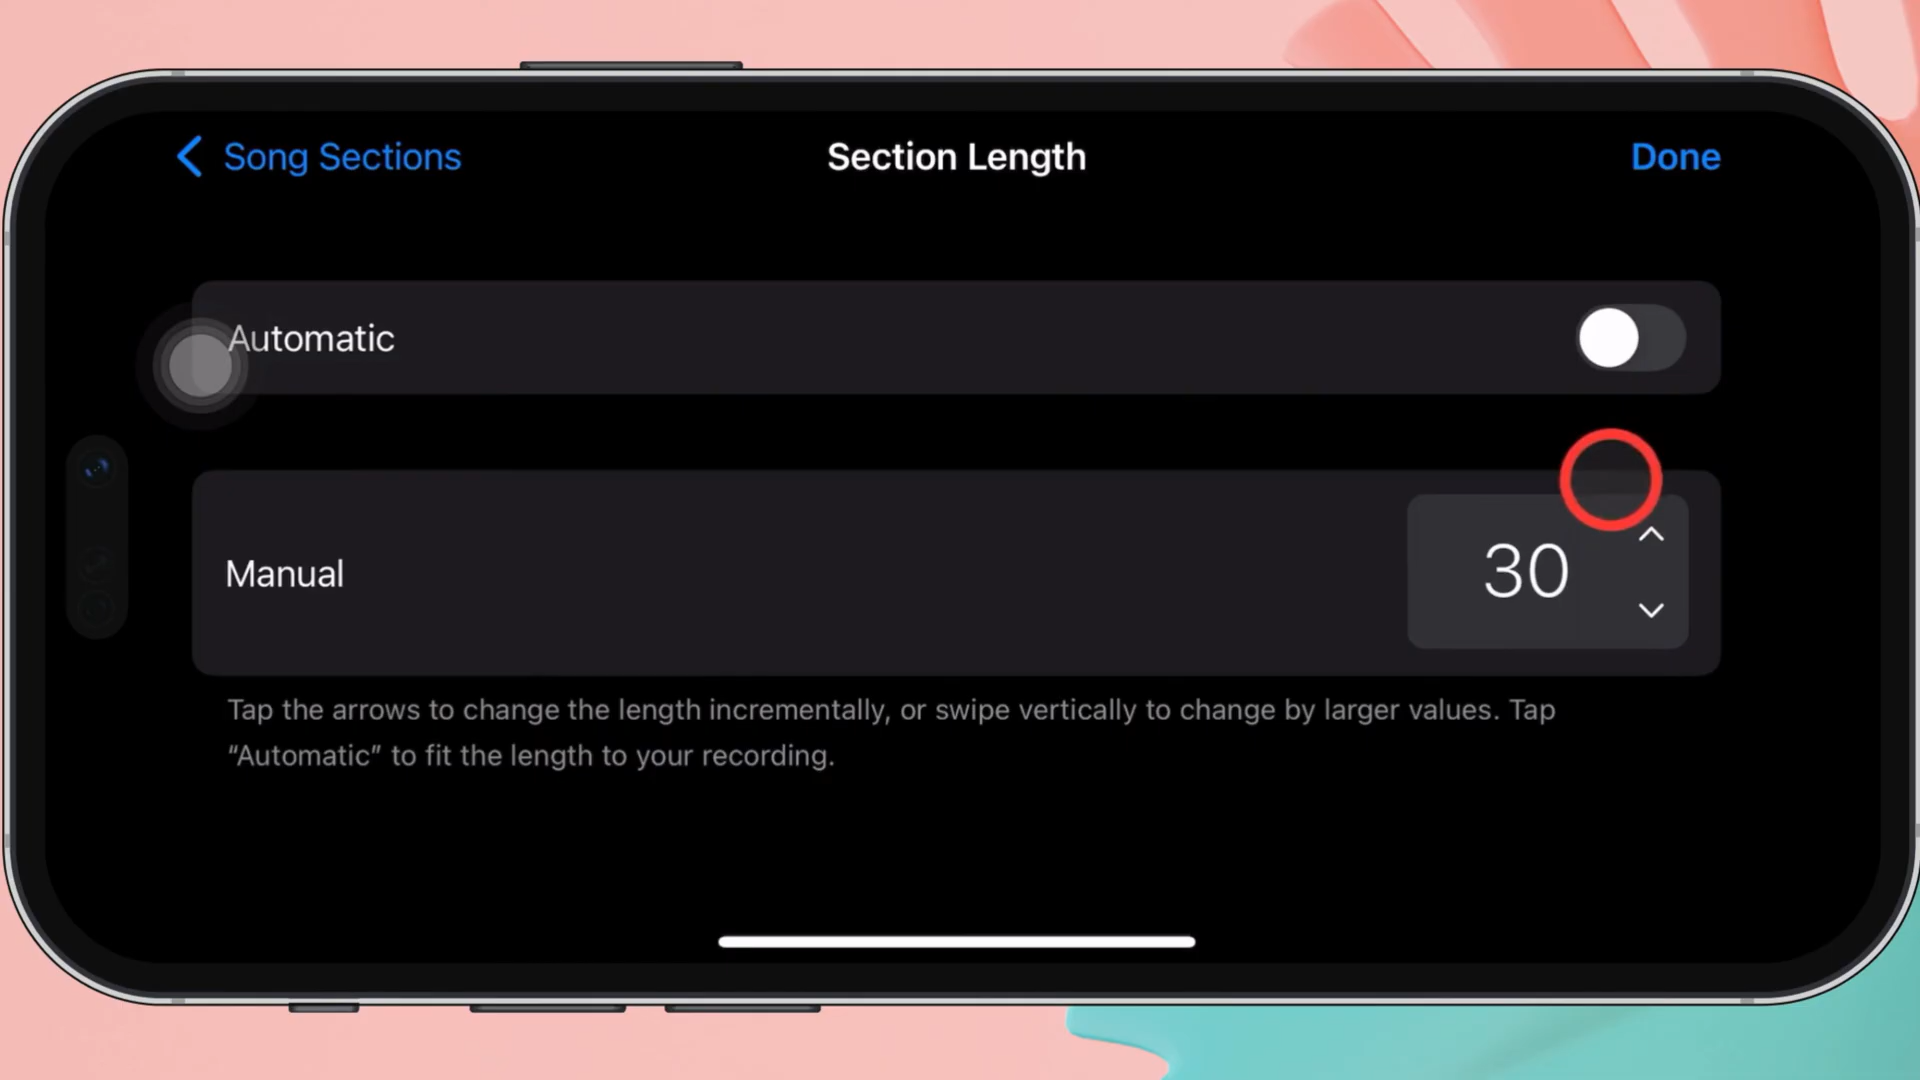 Song Sections
Section Length
Done
Automatic
Manual
30
Tap the arrows to change the length incrementally, or swipe vertically to change by larger values. Tap
“Automatic” to fit the length to your recording.